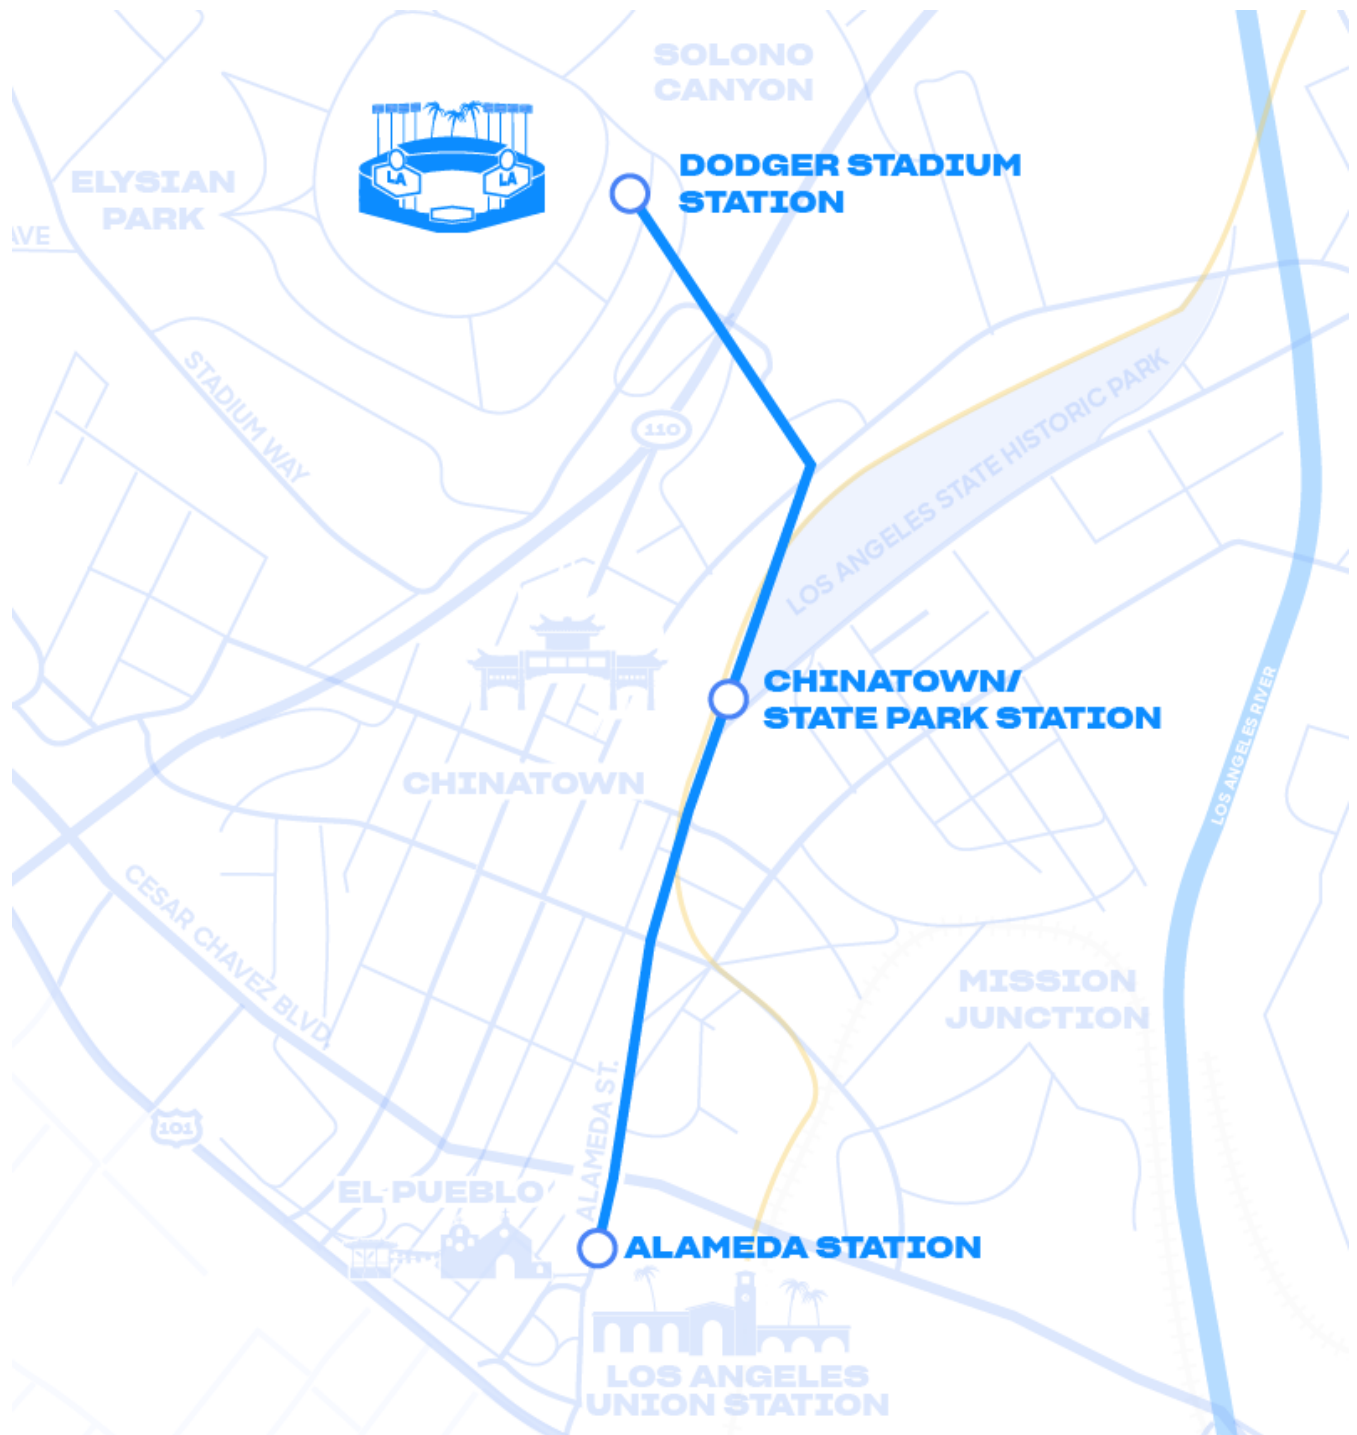 SOLONO
CANYON
DODGER STADIUM
STATION
LA
LA
ELYSIAN
PARK
AVE
STADIUM WAY
110
LOS ANGELES STATE HISTORIC PARK
CHINATOWN/
STATE PARK STATION
LOS ANGELES RIVER
CHINATOWN
CESAR CHAVEZ BLVD.
MISSION
JUNCTION
ALAMEDA ST.
101
EL PUEBLO
ALAMEDA STATION
LOS ANGELES
UNION STATION